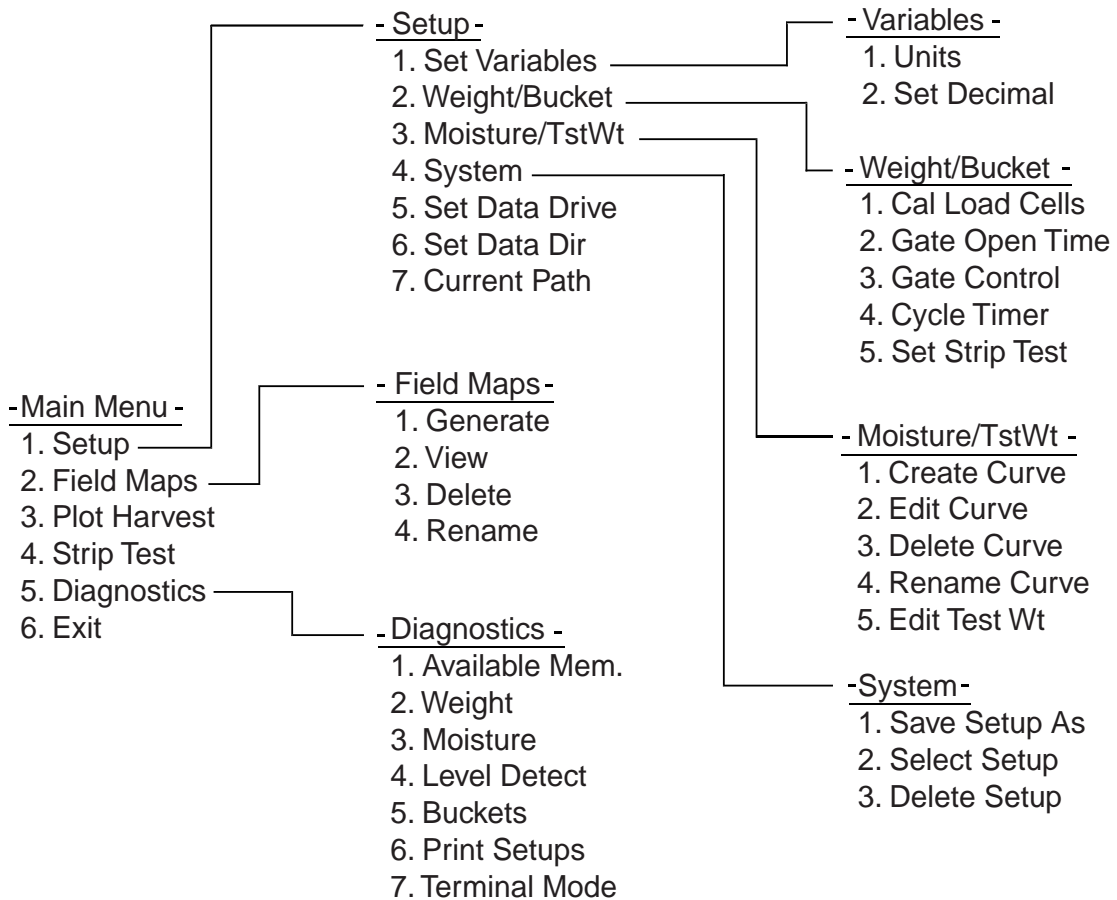 -Main Menu -
1. Setup
2. Field Maps
3. Plot Harvest
4. Strip Test
5. Diagnostics
6. Exit
- Setup -
1. Set Variables
2. Weight/Bucket
3. Moisture/TstWt
4. System
5. Set Data Drive
6. Set Data Dir
7. Current Path
- Field Maps -
1. Generate
2. View
3. Delete
4. Rename
- Diagnostics -
1. Available Mem.
2. Weight
3. Moisture
4. Level Detect
5. Buckets
6. Print Setups
7. Terminal Mode
- Variables -
1. Units
2. Set Decimal
- Weight/Bucket -
1. Cal Load Cells
2. Gate Open Time
3. Gate Control
4. Cycle Timer
5. Set Strip Test
- Moisture/TstWt -
1. Create Curve
2. Edit Curve
3. Delete Curve
4. Rename Curve
5. Edit Test Wt
-System-
1. Save Setup As
2. Select Setup
3. Delete Setup